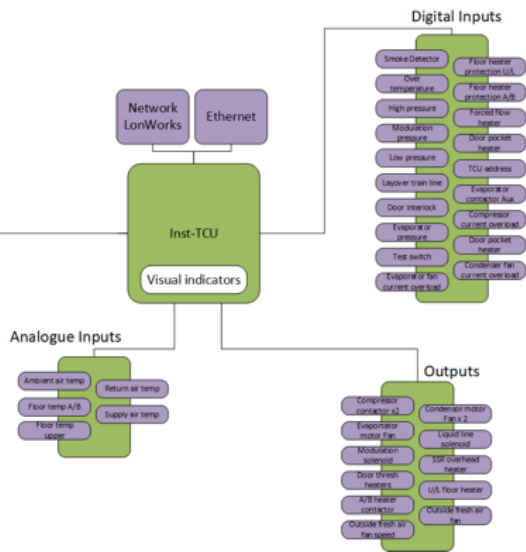 Digital Inputs
Smoke Detector
Over
temperature
High pressure
Modulation
pressure
Low pressure
Layover train line
Door interlock
Evaporator
pressure
Test switch
Evaporator fan
current overload
Floor heater
protection U/L
Floor heater
protection A/B
Forced flow
heater
Door pocket
heater
TCU address
Evaporator
contactor Aux
Compressor
current overload
Door pocket
heater
Condenser fan
current overload
Network
LonWorks
Ethernet
Inst-TCU
Visual indicators
Analogue Inputs
Ambient air temp
Floor temp A/B
Floor temp
upper
Return air temp
Supply air temp
Outputs
Compressor
contactor x2
Evaportator
motor Fan
Modulation
solenoid
Door thresh
heaters
A/B heater
contactor
Outside fresh air
fan speed
Condensor motor
Fan x 2
Liquid line
solenoid
SSR overhead
heater
U/L floor heater
Outside fresh air
fan